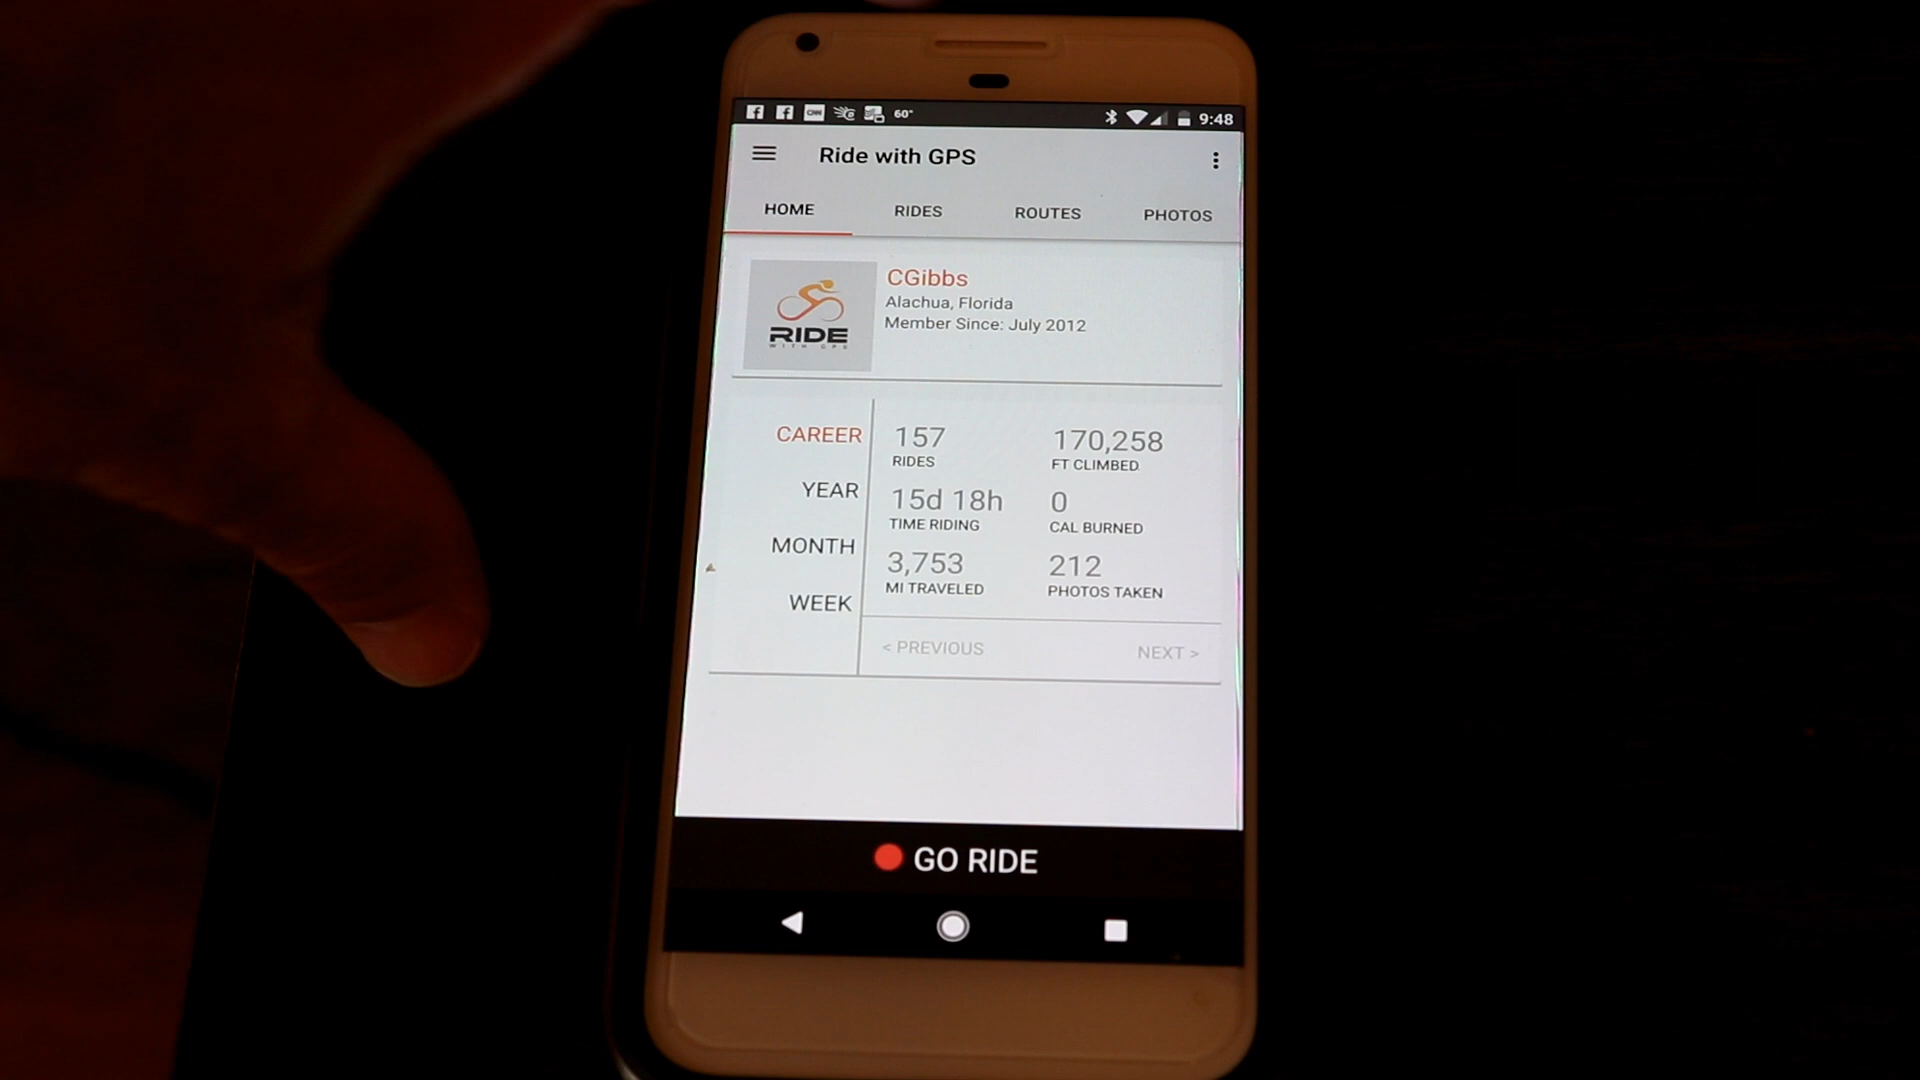 60° 9:48
Ride with GPS
HOME RIDES ROUTES PHOTOS
CGibbs
Alachua, Florida
Member Since: July 2012
RIDE
WITH GPS
CAREER
YEAR
MONTH
WEEK
157 170,258
RIDES FT CLIMBED
15d 18h 0
TIME RIDING CAL BURNED
3,753 212
MI TRAVELED PHOTOS TAKEN
< PREVIOUS NEXT >
GO RIDE